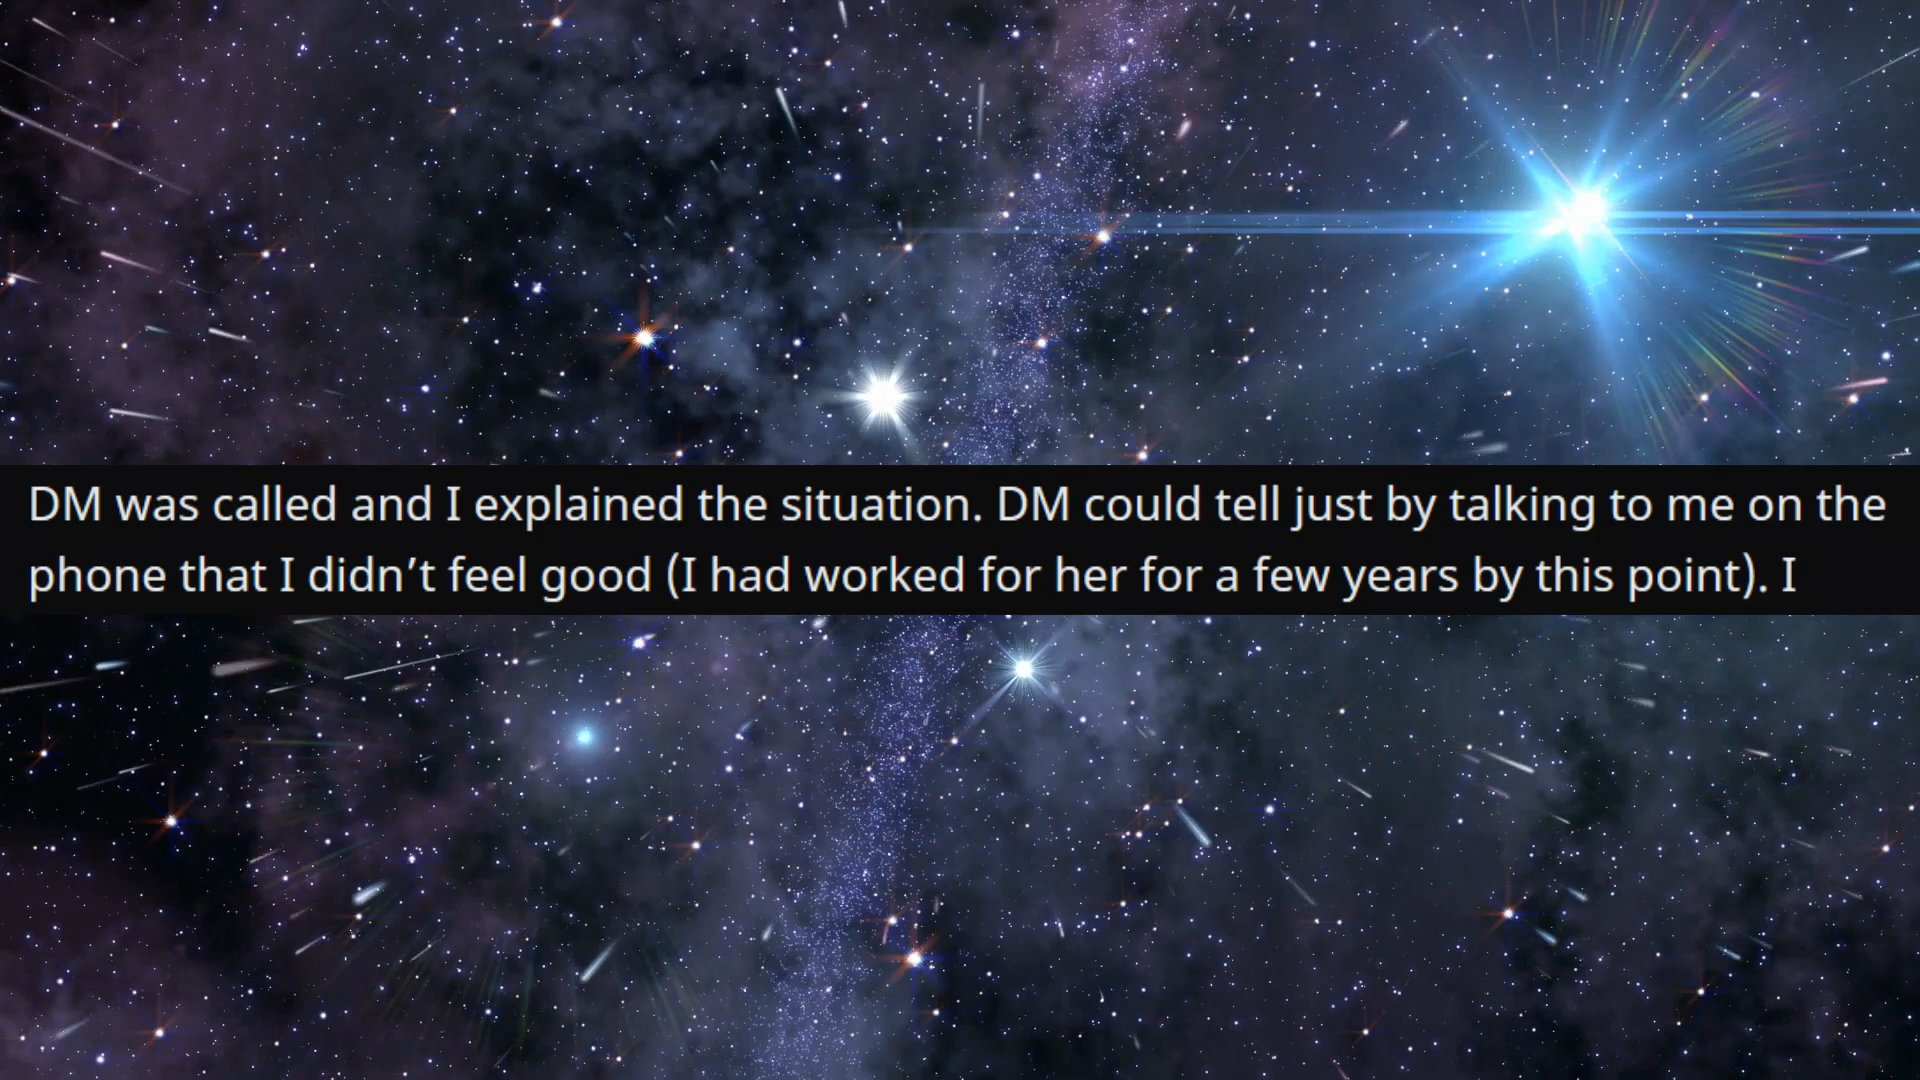 DM was called and I explained the situation. DM could tell just by talking to me on the
phone that I didn’t feel good (I had worked for her for a few years by this point). I